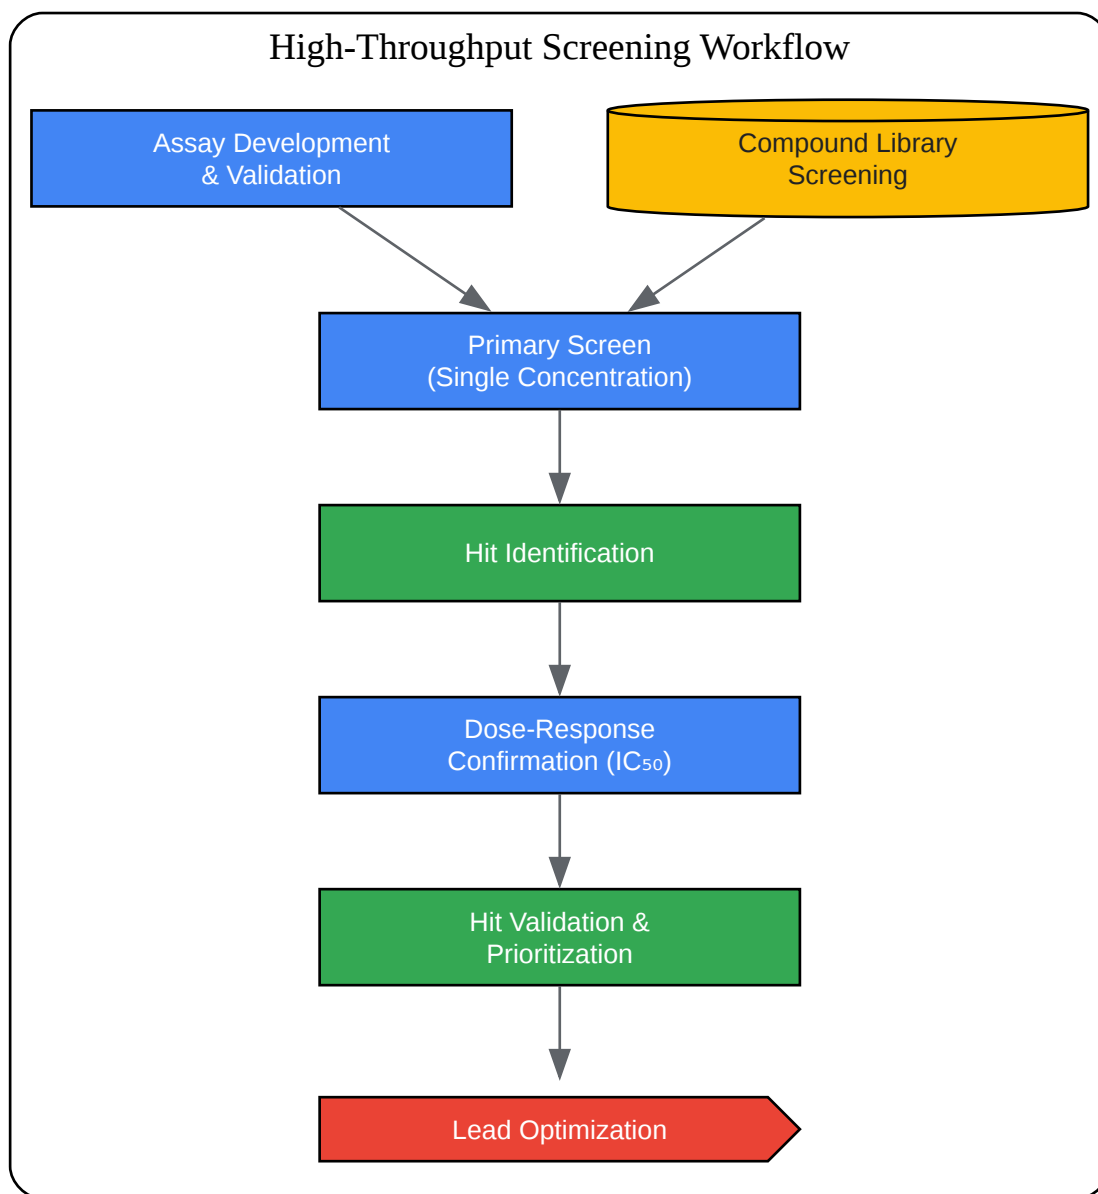 High-Throughput Screening Workflow
Assay Development
& Validation
Compound Library
Screening
Primary Screen
(Single Concentration)
Hit Identification
Dose-Response
Confirmation (IC₅₀)
Hit Validation &
Prioritization
Lead Optimization